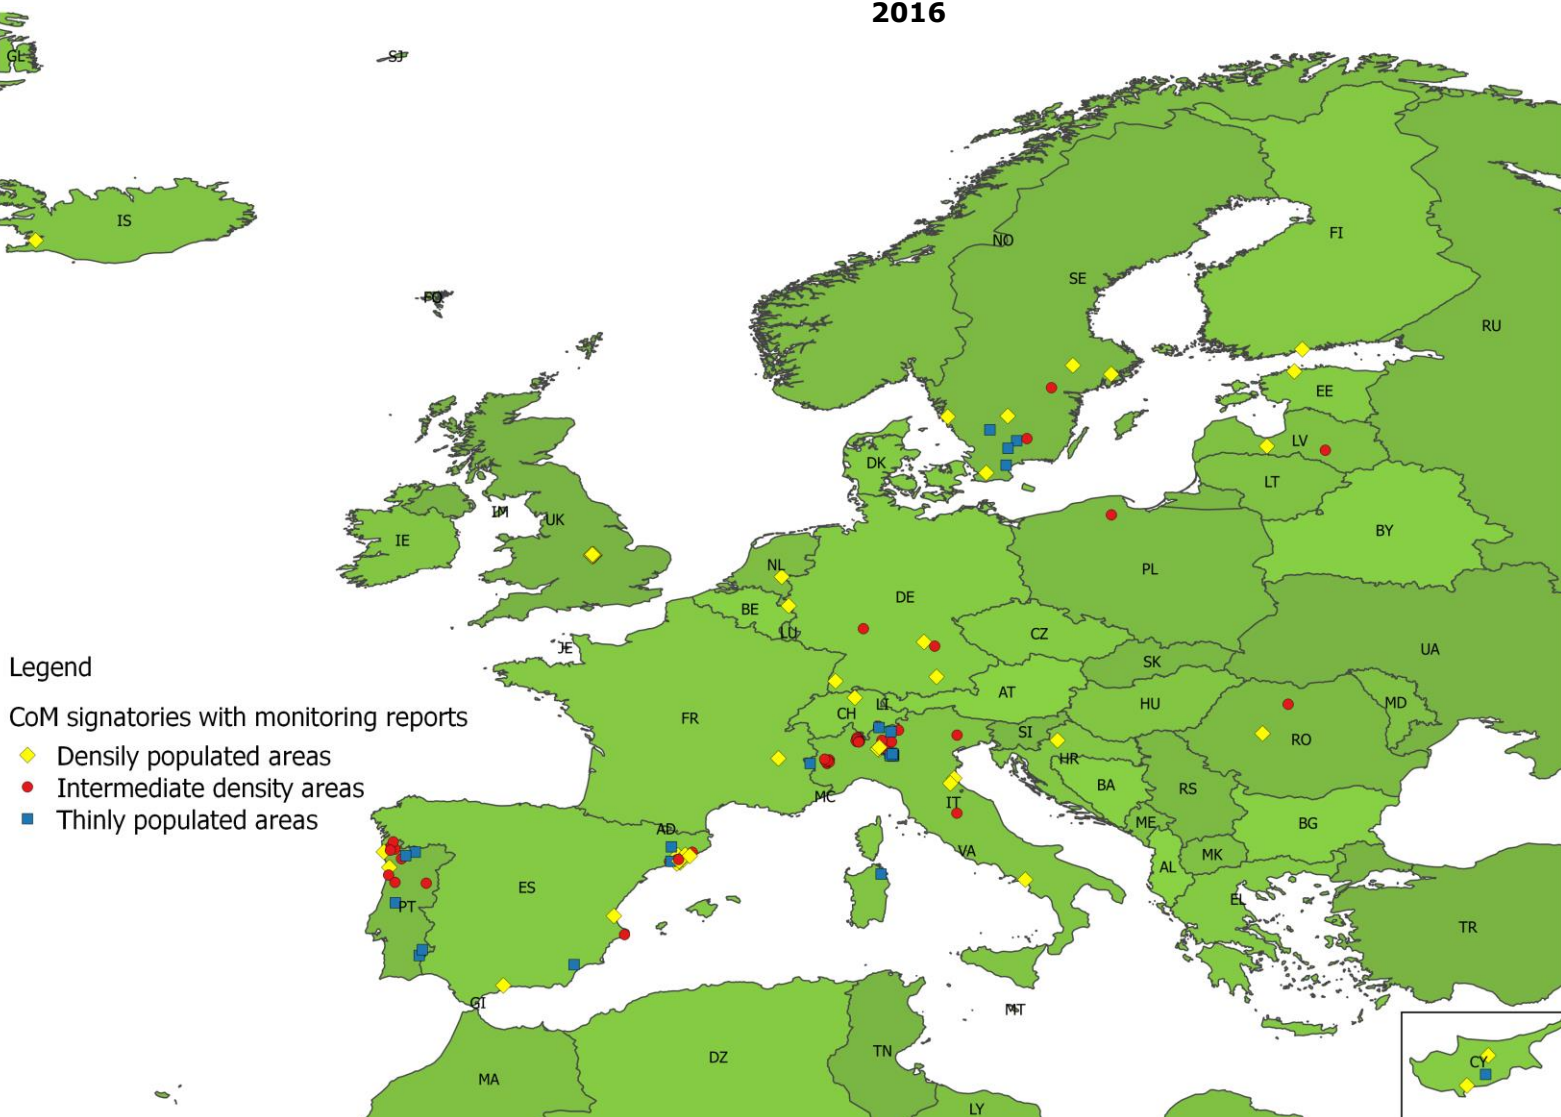 2016
GL
SJ
IS
FO
NO
SE
FI
RU
EE
LV
LT
DK
IM
UK
IE
BY
NL
PL
BE
DE
LU
CZ
JE
SK
UA
AT
LI
CH
HU
MD
FR
SI
RO
HR
BA
RS
MC
IT
ME
BG
AD
VA
MK
AL
ES
PT
EL
TR
GI
MT
TN
DZ
MA
CY
LY
Legend
CoM signatories with monitoring reports
Densily populated areas
Intermediate density areas
Thinly populated areas